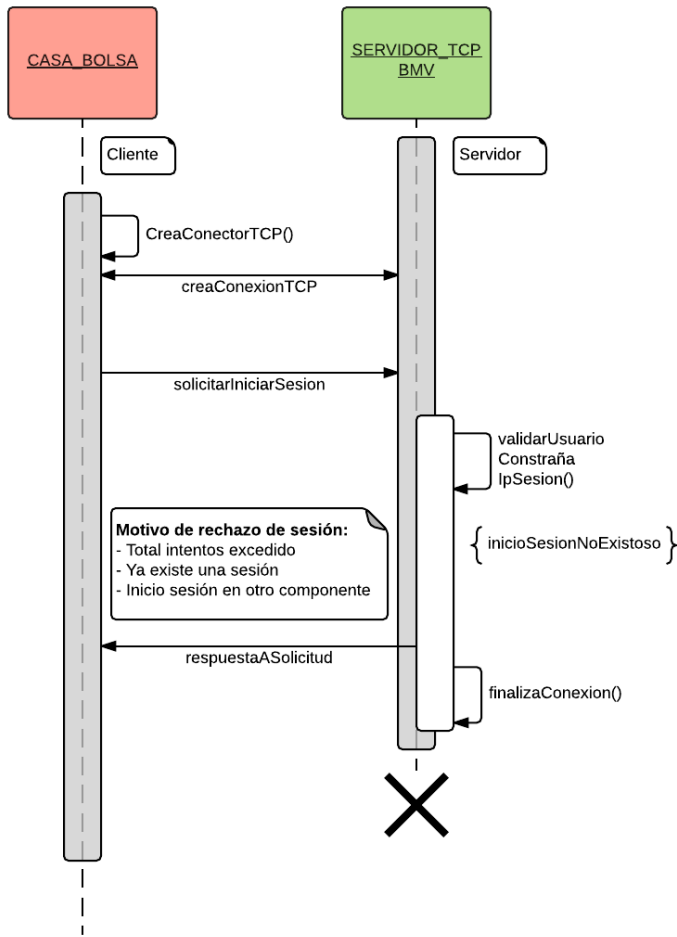 CASA_BOLSA
SERVIDOR_TCP
BMV
Cliente
Servidor
CreaConectorTCP()
creaConexionTCP
solicitarIniciarSesion
validarUsuario
Constraña
IpSesion()
{ inicioSesionNoExistoso }
Motivo de rechazo de sesión:
- Total intentos excedido
- Ya existe una sesión
- Inicio sesión en otro componente
respuestaASolicitud
finalizaConexion()